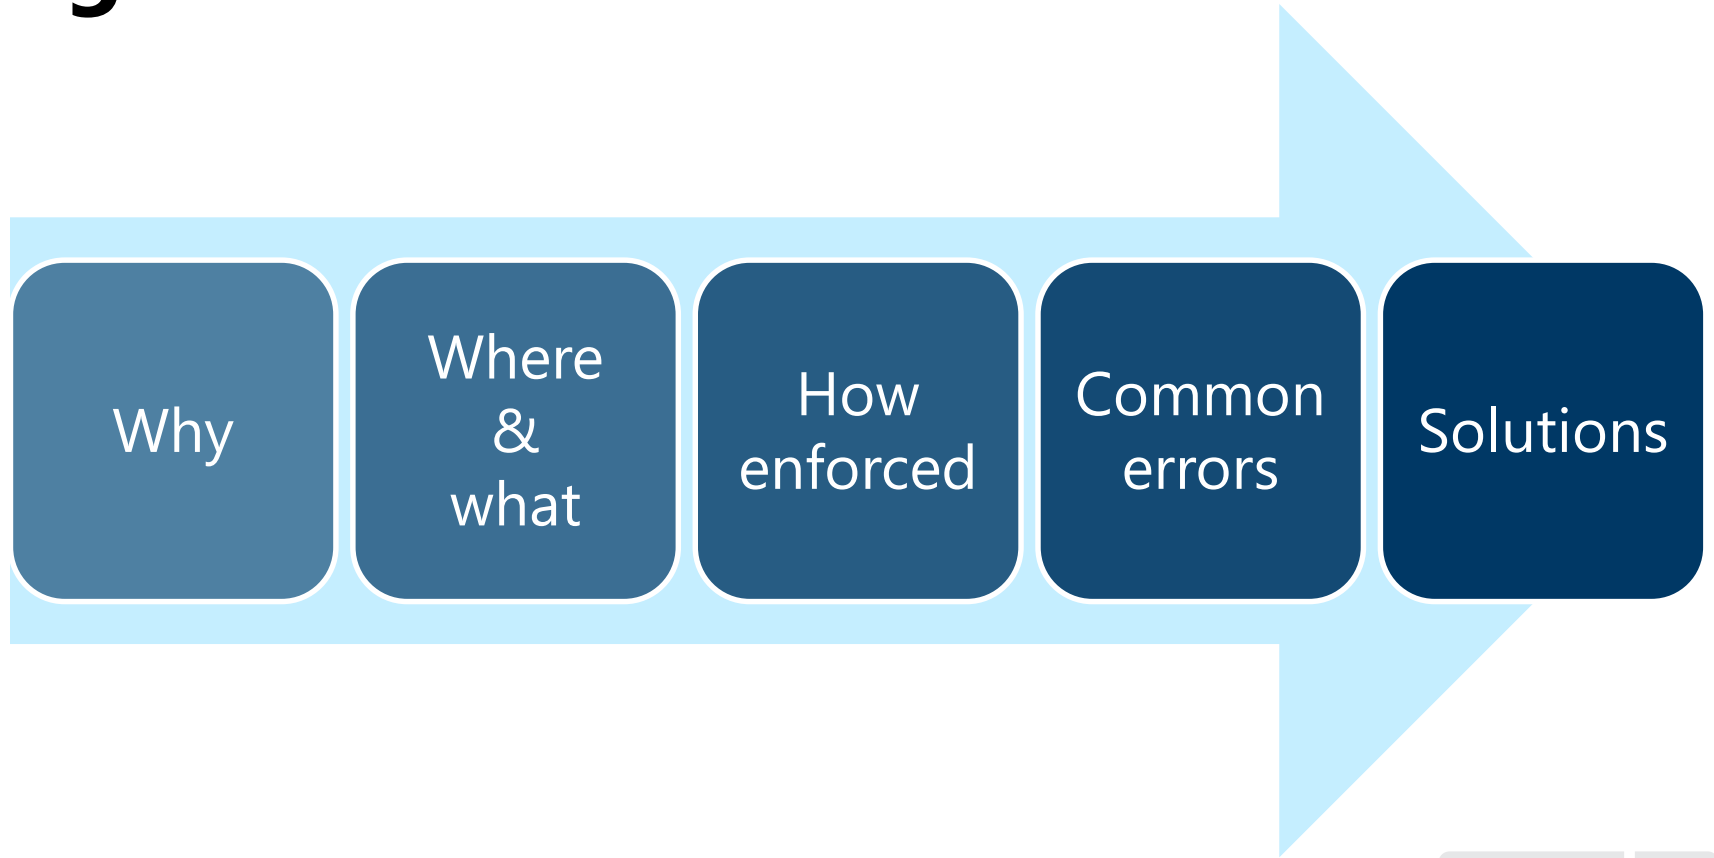 Why
Where
&
what
How
enforced
Common
errors
Solutions